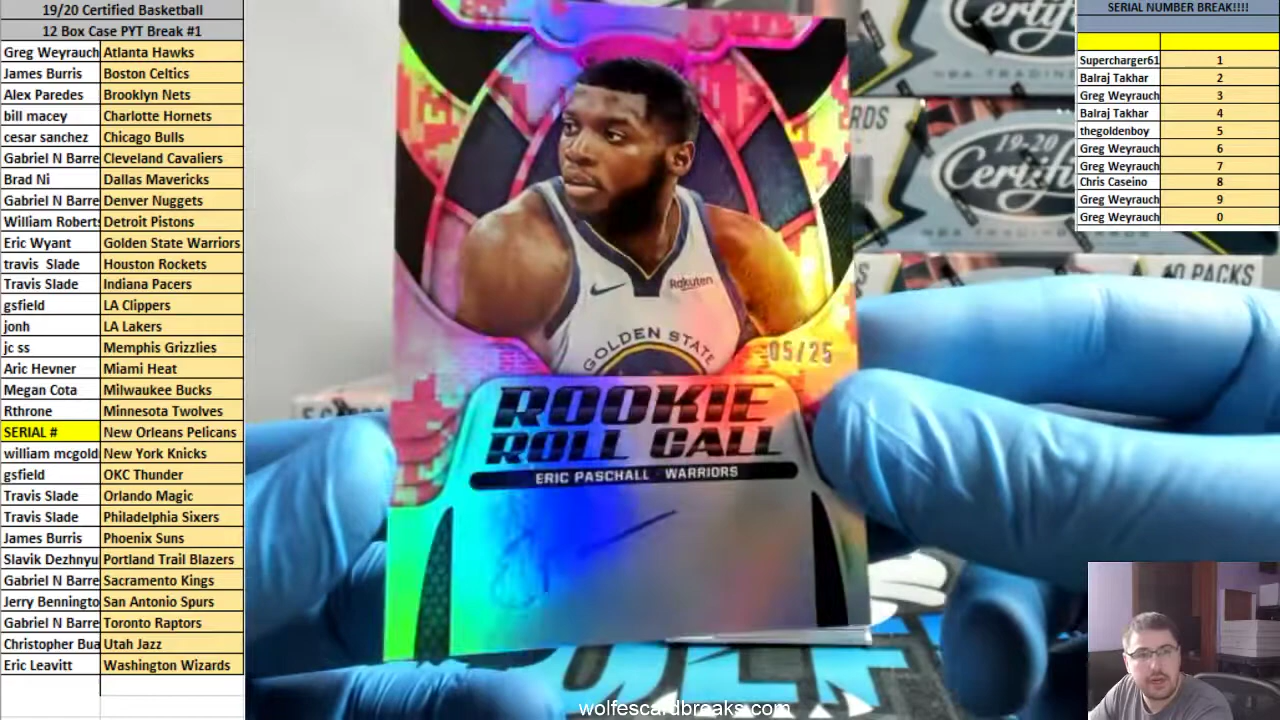 19/20 Certified Basketball
12 Box Case PYT Break #1
Greg Weyrauch Atlanta Hawks
James Burris Boston Celtics
Alex Paredes Brooklyn Nets
bill macey Charlotte Hornets
cesar sanchez Chicago Bulls
Gabriel N Barre Cleveland Cavaliers
Brad Ni Dallas Mavericks
Gabriel N Barre Denver Nuggets
William Roberts Detroit Pistons
Eric Wyant Golden State Warriors
travis Slade Houston Rockets
Travis Slade Indiana Pacers
gsfield LA Clippers
jonh LA Lakers
jc ss Memphis Grizzlies
Aric Hevner Miami Heat
Megan Cota Milwaukee Bucks
Rthrone Minnesota Twolves
SERIAL # New Orleans Pelicans
william mcgold New York Knicks
gsfield OKC Thunder
Travis Slade Orlando Magic
Travis Slade Philadelphia Sixers
James Burris Phoenix Suns
Slavik Dezhnyu Portland Trail Blazers
Gabriel N Barre Sacramento Kings
Jerry Bennington San Antonio Spurs
Gabriel N Barre Toronto Raptors
Christopher Bua Utah Jazz
Eric Leavitt Washington Wizards
Rakuten
GOLDEN STATE
05/25
ROOKIE
ROLL CALL
ERIC PASCHALL · WARRIORS
Certified
RDS
19-20
Certified
NBA TRADING
10 PACKS
wolfescardbreaks.com
SERIAL NUMBER BREAK!!!!
Supercharger61 1
Balraj Takhar 2
Greg Weyrauch 3
Balraj Takhar 4
thegoldenboy 5
Greg Weyrauch 6
Greg Weyrauch 7
Chris Caseino 8
Greg Weyrauch 9
Greg Weyrauch 0